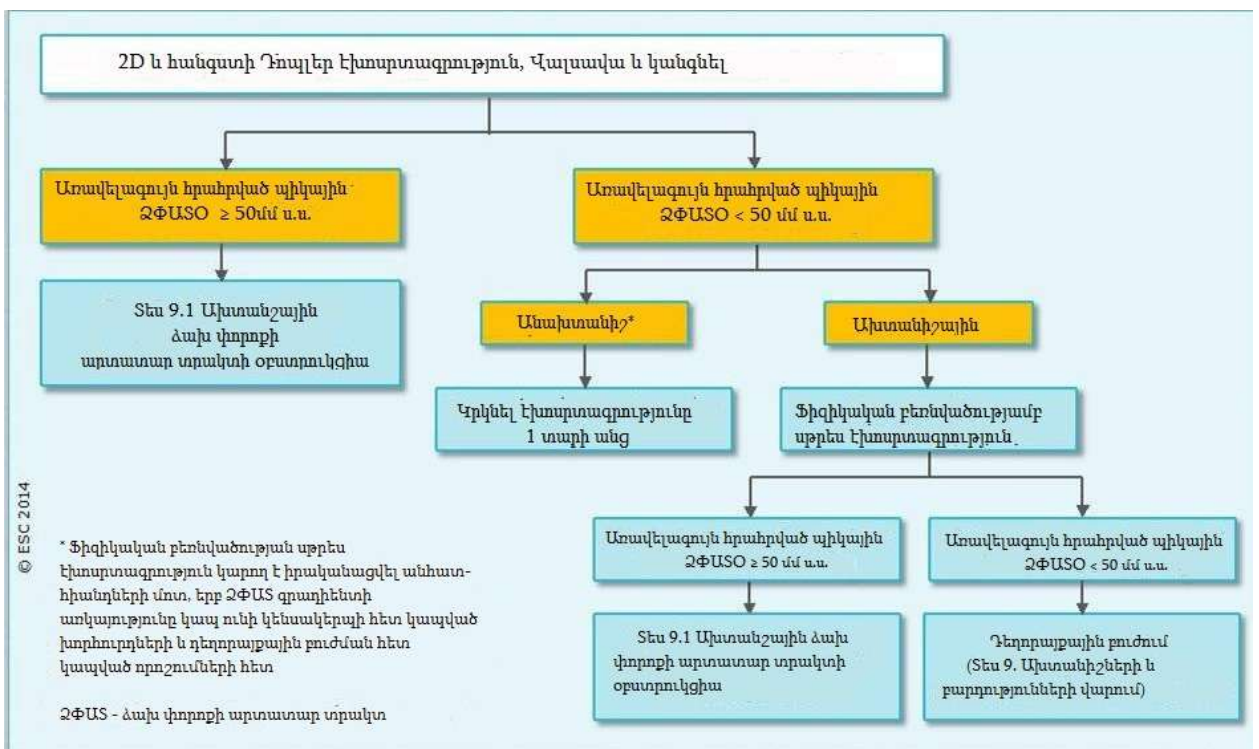 2D և հանգստի Դոպլեր էխոսրտագրություն, Վալսավա և կանգնել
Առավելագույն հրահրված պիկային
ՁՓԱՏՕ ≥ 50մմ ս.ս.
Առավելագույն հրահրված պիկային
ՁՓԱՏՕ < 50 մմ ս.ս.
Տես 9.1 Ախտանշային
ձախ փորոքի
արտատար տրակտի օբստրուկցիա
Անախտանիշ*
Ախտանիշային
Կրկնել էխոսրտագրությունը
1 տարի անց
Ֆիզիկական բեռնվածությամբ
սթրես էխոսրտագրություն
Առավելագույն հրահրված պիկային
ՁՓԱՏՕ ≥ 50 մմ ս.ս.
Առավելագույն հրահրված պիկային
ՁՓԱՏՕ < 50 մմ ս.ս.
Տես 9.1 Ախտանշային ձախ
փորոքի արտատար տրակտի
օբստրուկցիա
Դեղորայքային բուժում
(Տես 9. Ախտանիշների և
բարդությունների վարում)
* Ֆիզիկական բեռնվածության սթրես
էխոսրտագրություն կարող է իրականացվել անհատ-
հիանդների մոտ, երբ ՁՓԱՏ գրադիենտի
առկայությունը կապ ունի կենսակերպի հետ կապված
խորհուրդների և դեղորայքային բուժման հետ
կապված որոշումների հետ
ՁՓԱՏ - ձախ փորոքի արտատար տրակտ
© ESC 2014